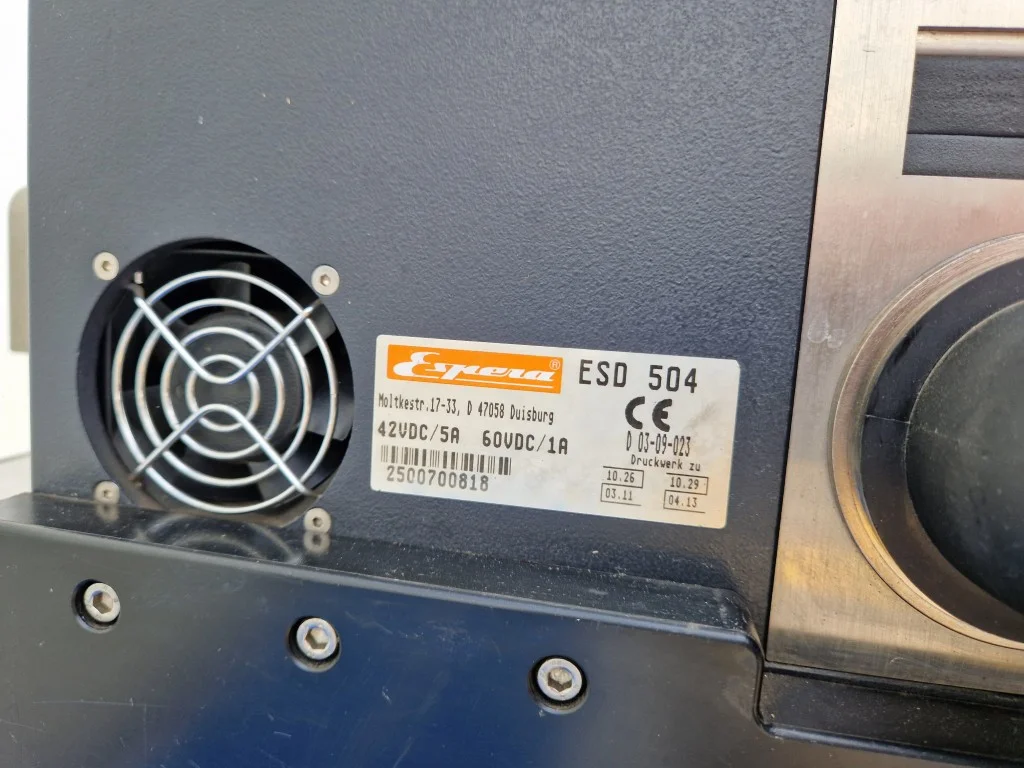 Espera® ESD 504
Moltkestr.17-33, D 47058 Duisburg
CE
42VDC/5A 60VDC/1A
D 03-09-023
Druckwerk zu
2500700818
10.26 10.29
03.11 04.13